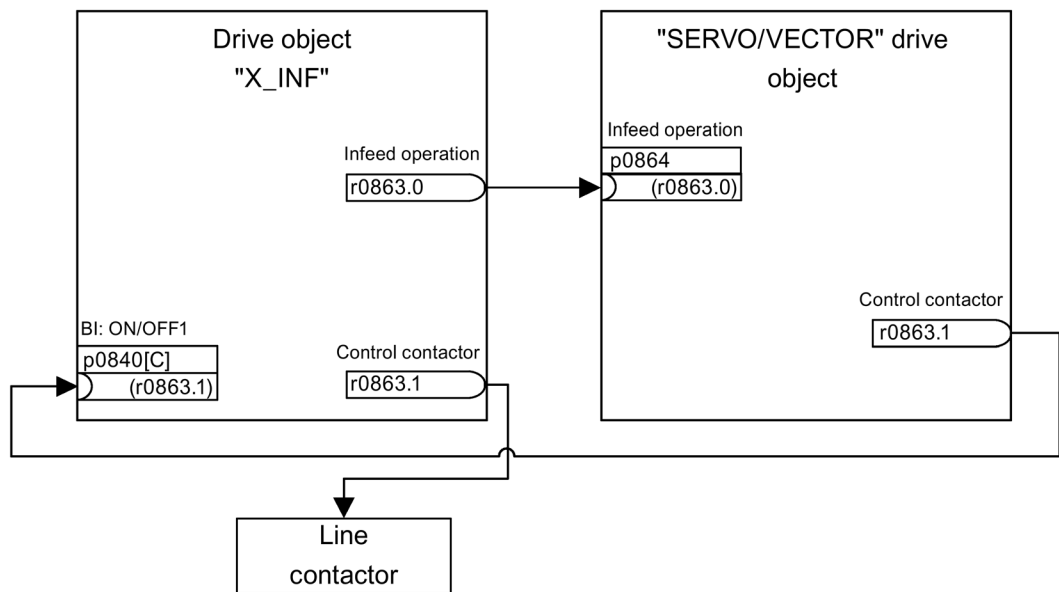 Drive object
"X_INF"
Infeed operation
r0863.0
BI: ON/OFF1
p0840[C]
(r0863.1)
Control contactor
r0863.1
"SERVO/VECTOR" drive
object
Infeed operation
p0864
(r0863.0)
Control contactor
r0863.1
Line
contactor